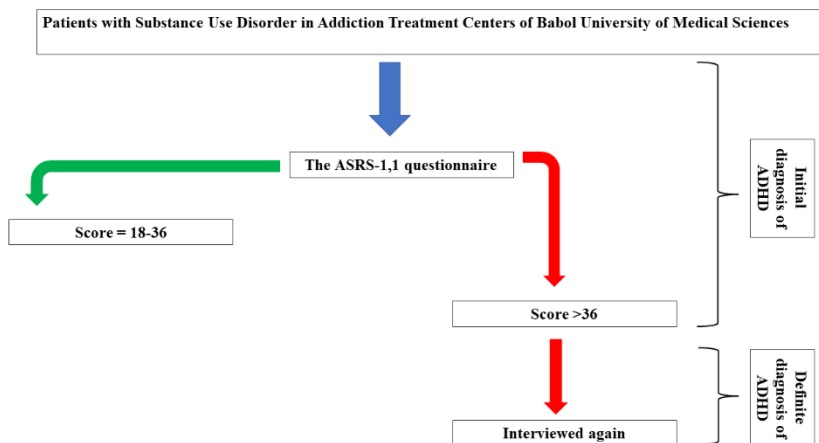 Patients with Substance Use Disorder in Addiction Treatment Centers of Babol University of Medical Sciences
The ASRS-1,1 questionnaire
Score = 18-36
Score >36
Interviewed again
Initial
diagnosis of
ADHD
Definite
diagnosis of
ADHD